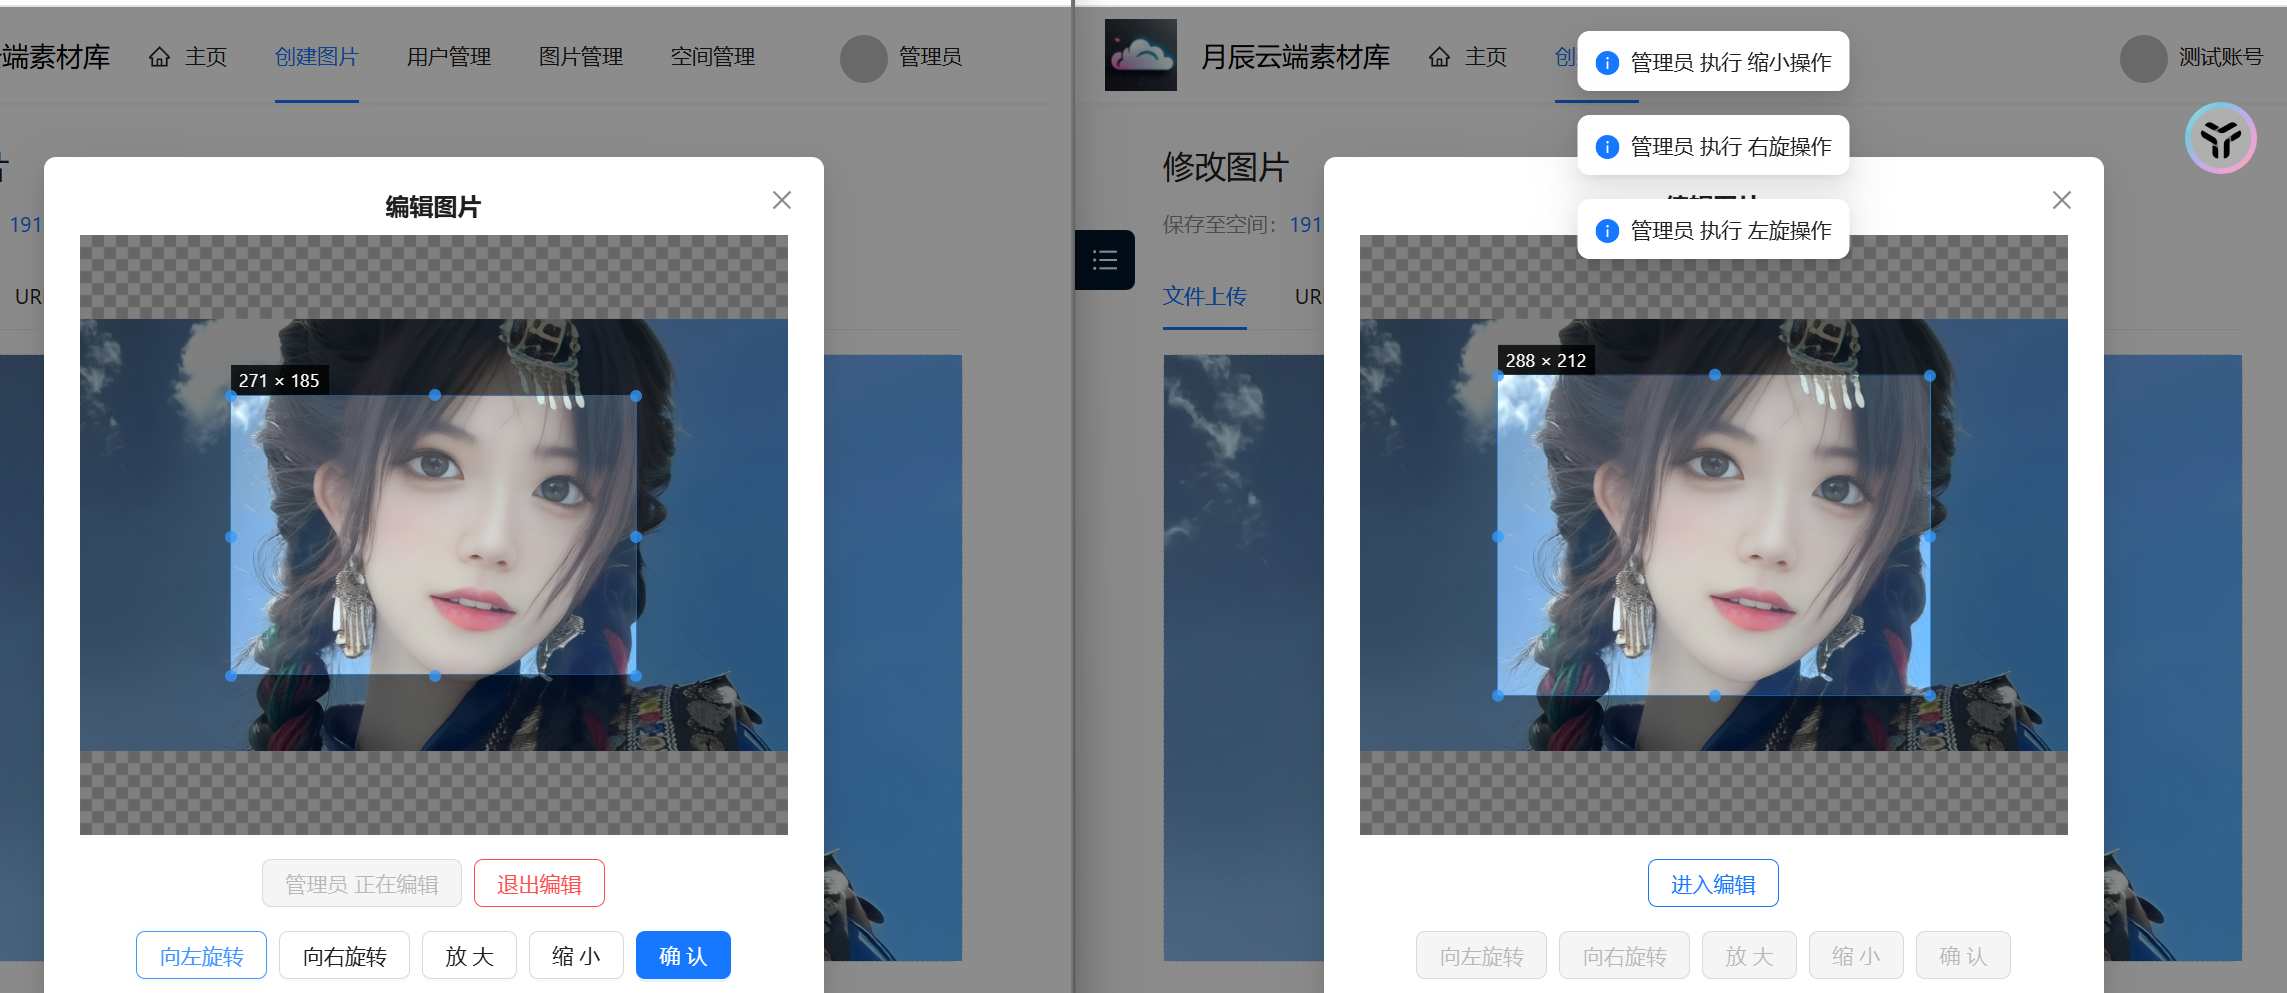 端素材库
主页
创建图片
用户管理
图片管理
空间管理
管理员
片
191
UR
编辑图片
271 × 185
管理员 正在编辑
退出编辑
向左旋转
向右旋转
放 大
缩 小
确 认
月辰云端素材库
主页
创
测试账号
管理员 执行 缩小操作
管理员 执行 右旋操作
管理员 执行 左旋操作
修改图片
保存至空间：191
文件上传
UR
288 × 212
进入编辑
向左旋转
向右旋转
放 大
缩 小
确 认